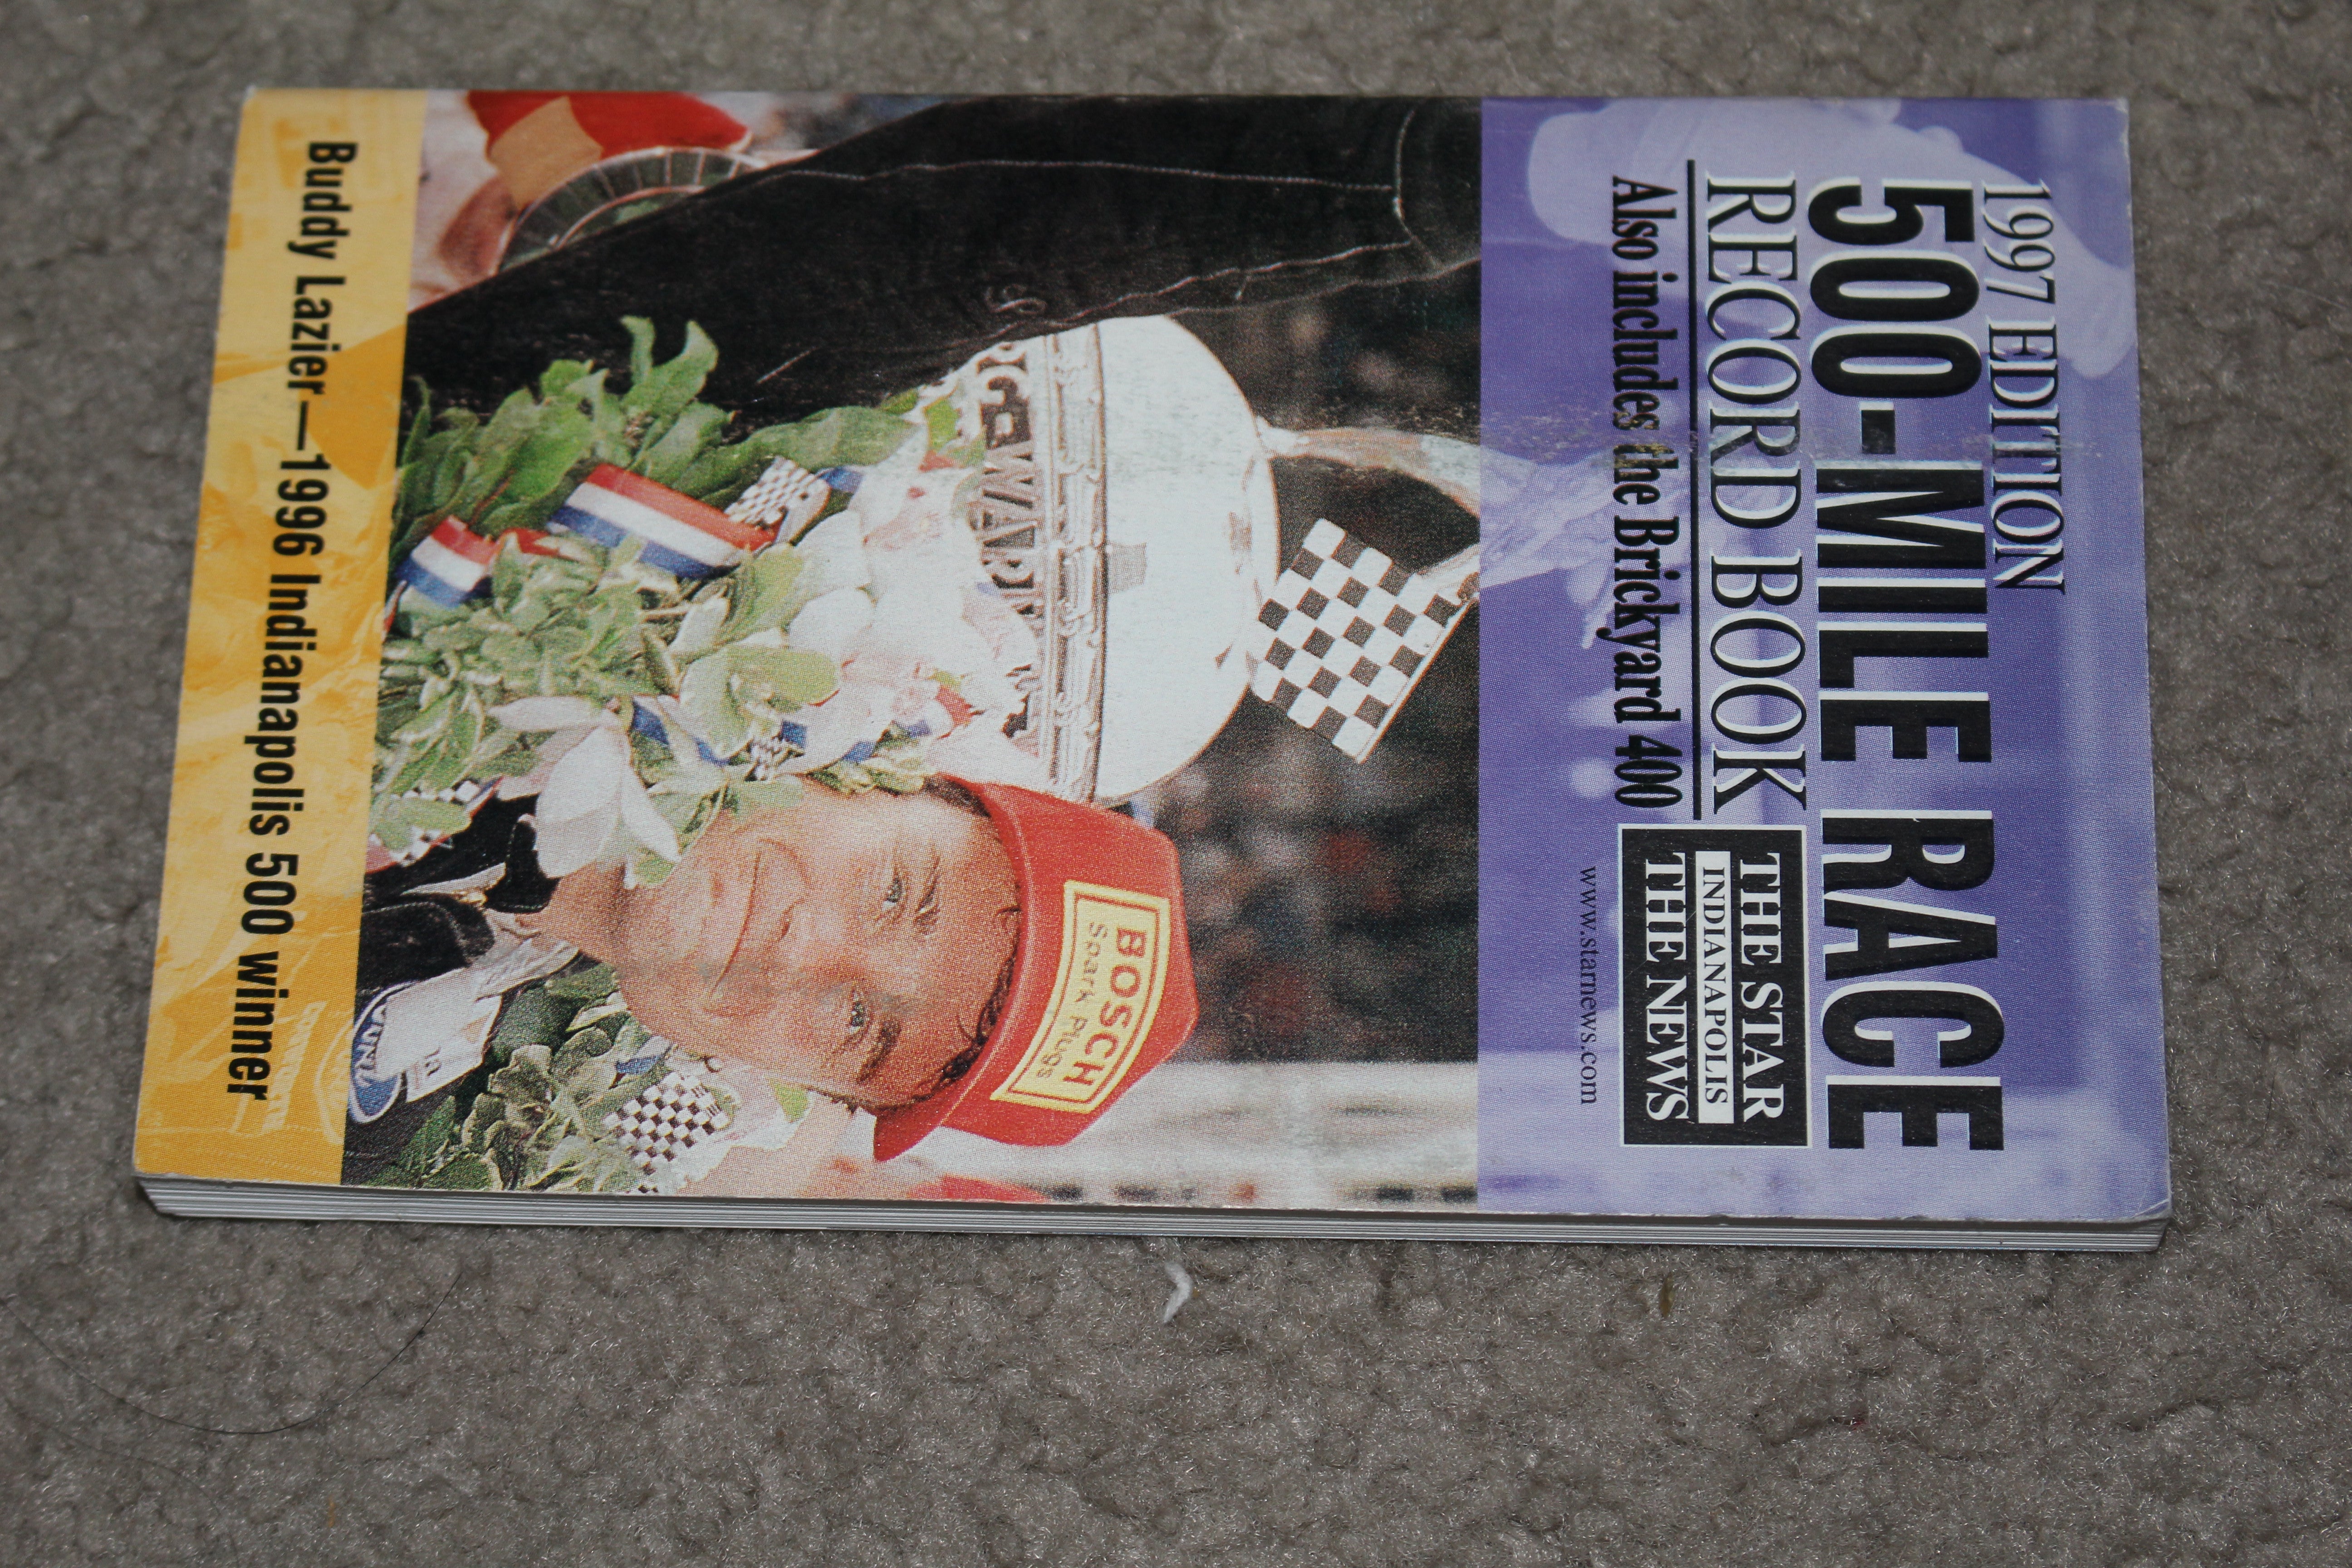 1997 EDITION
500-MILE RACE
RECORD BOOK
Also includes the Brickyard 400
THE STAR
INDIANAPOLIS
THE NEWS
www.starnews.com
BOSCH
Spark Plugs
Buddy Lazier—1996 Indianapolis 500 winner